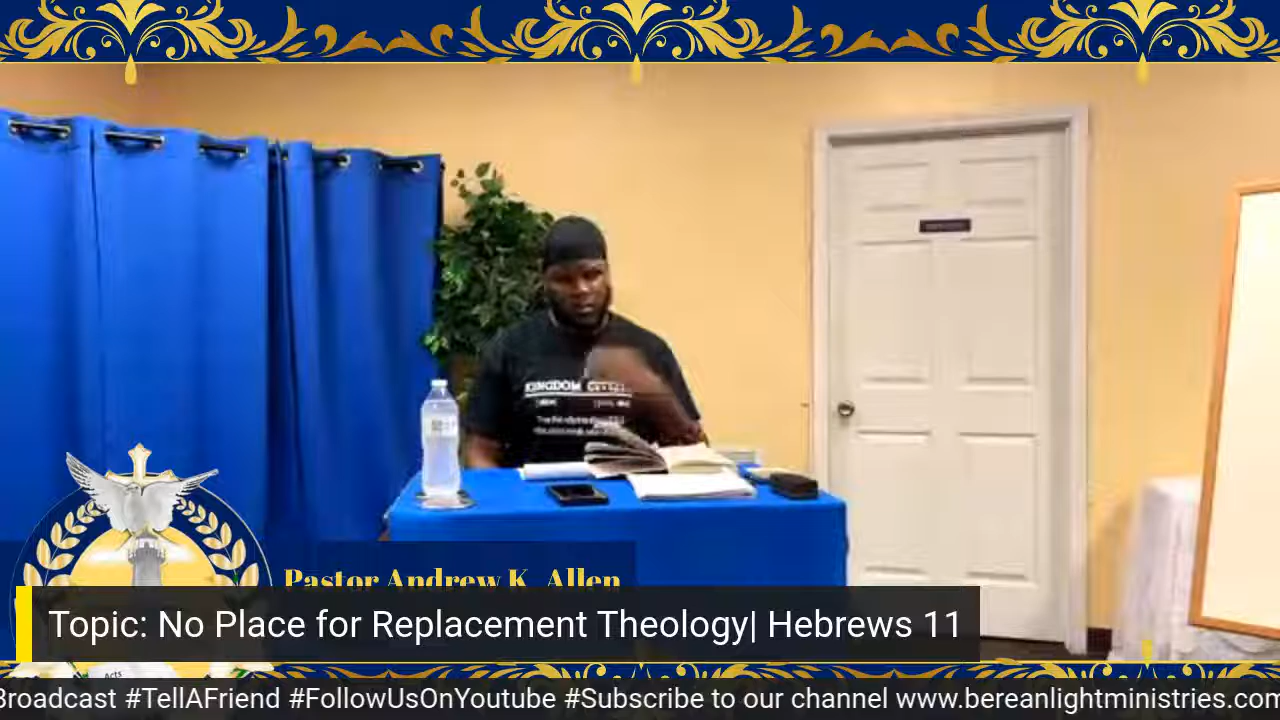 KINGDOM
Pastor Andrew K. Allen
Topic: No Place for Replacement Theology| Hebrews 11
Acts
Broadcast #TellAFriend #FollowUsOnYoutube #Subscribe to our channel www.bereanlightministries.com